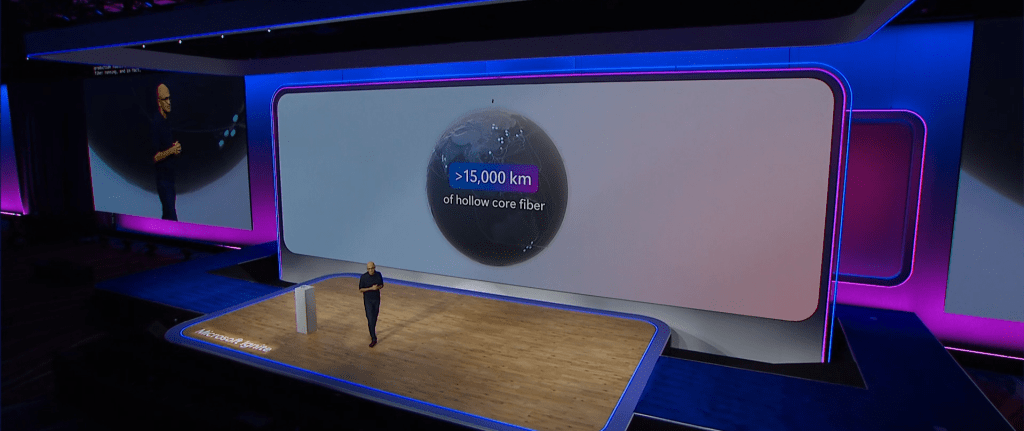 >15,000 km
of hollow core fiber
Microsoft Ignite